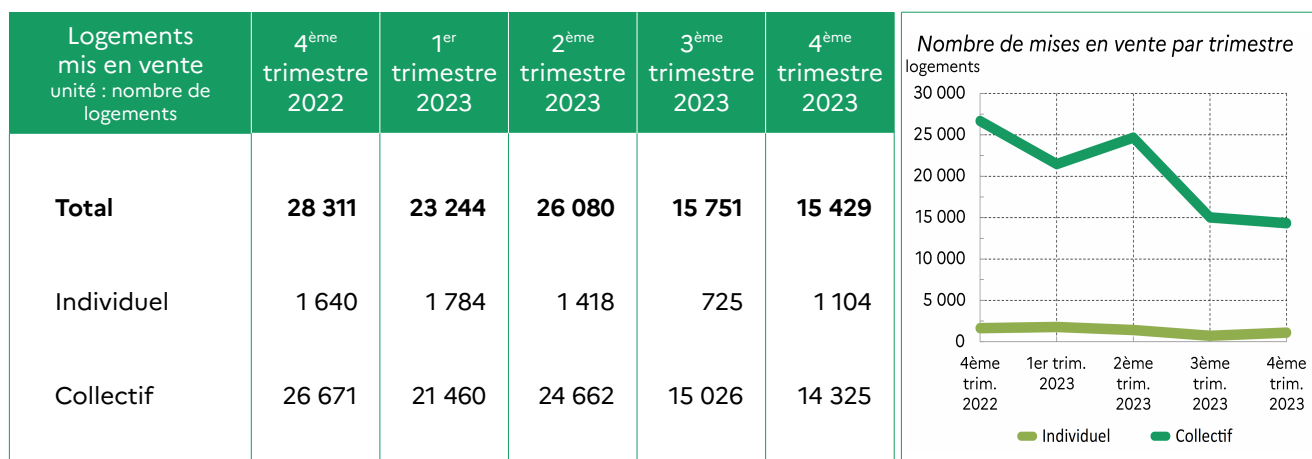 Logements
mis en vente
unité : nombre de
logements
4ème
trimestre
2022
1er
trimestre
2023
2ème
trimestre
2023
3ème
trimestre
2023
4ème
trimestre
2023
Total 28 311 23 244 26 080 15 751 15 429
Individuel 1 640 1 784 1 418 725 1 104
Collectif 26 671 21 460 24 662 15 026 14 325
Nombre de mises en vente par trimestre
logements
30 000
25 000
20 000
15 000
10 000
5 000
0
4ème
trim.
2022
1er trim.
2023
2ème
trim.
2023
3ème
trim.
2023
4ème
trim.
2023
Individuel Collectif